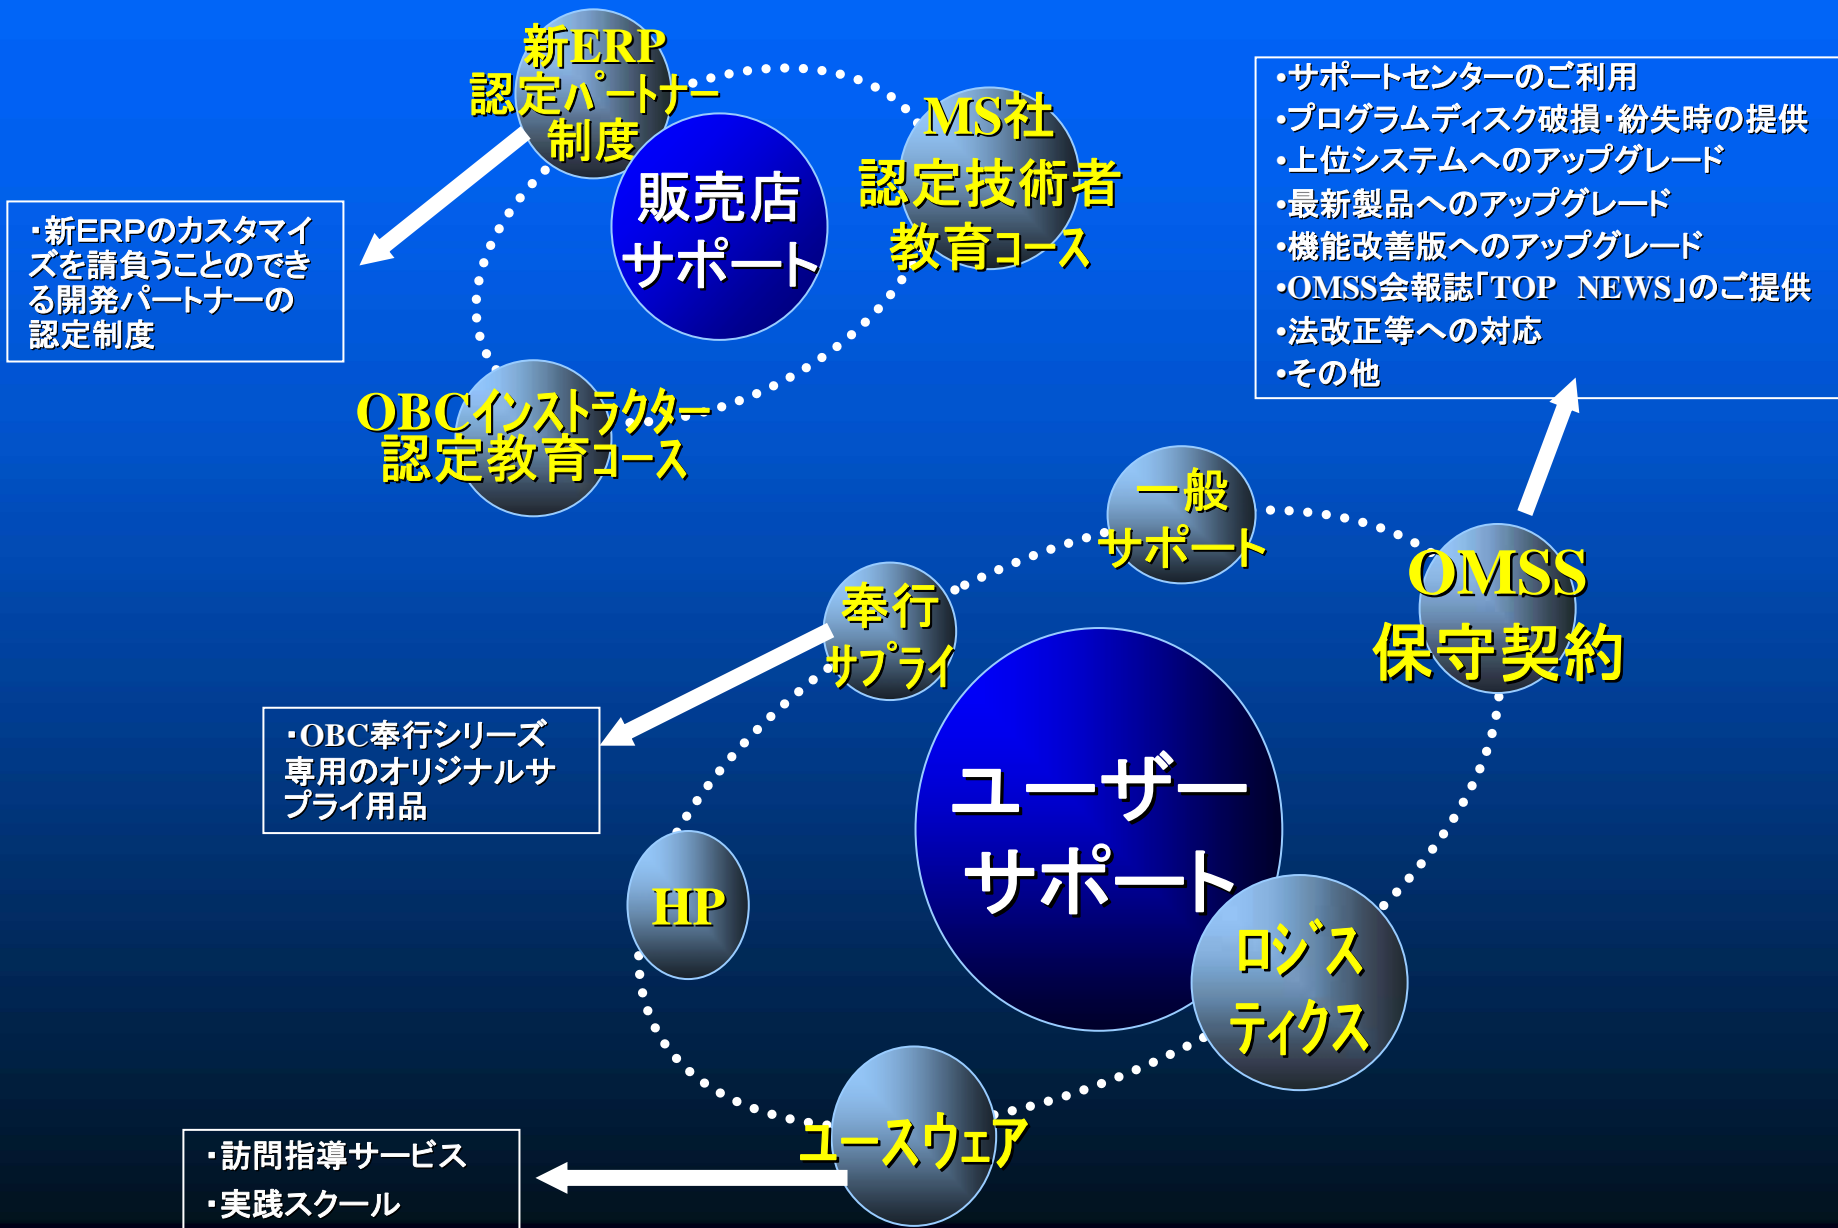 新ERP
認定ﾊﾟｰﾄﾅｰ
制度
MS社
認定技術者
教育ｺｰｽ
販売店
サポート
OBCｲﾝｽﾄﾗｸﾀｰ
認定教育ｺｰｽ
・新ERPのカスタマイ
ズを請負うことのでき
る開発パートナーの
認定制度
•サポートセンターのご利用
•プログラムディスク破損・紛失時の提供
•上位システムへのアップグレード
•最新製品へのアップグレード
•機能改善版へのアップグレード
•OMSS会報誌「TOP　NEWS」のご提供
•法改正等への対応
•その他
一般
サポート
OMSS
保守契約
奉行
ｻﾌﾟﾗｲ
・OBC奉行シリーズ
専用のオリジナルサ
プライ用品
ユーザー
サポート
HP
ﾛｼﾞｽ
ﾃｨｸｽ
ﾕｰｽｳｪｱ
・訪問指導サービス
・実践スクール